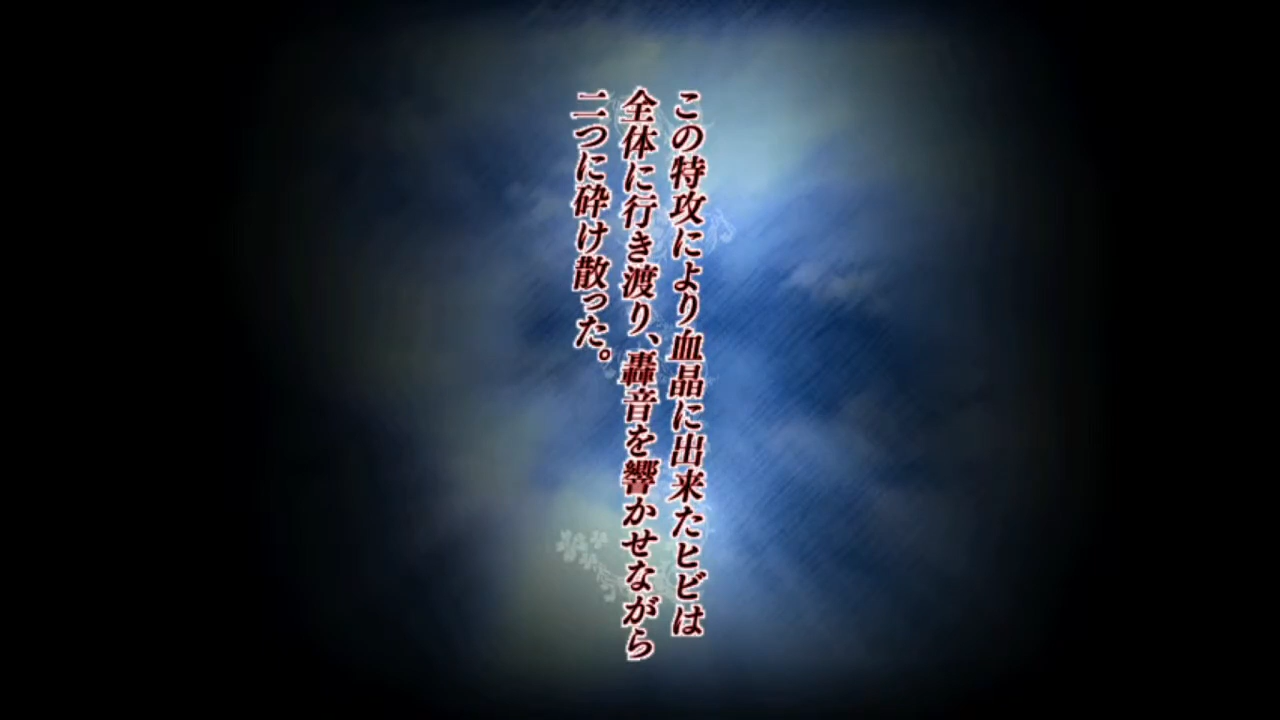 この特攻により血晶に出来たヒビは
全体に行き渡り、轟音を響かせながら
二つに砕け散った。